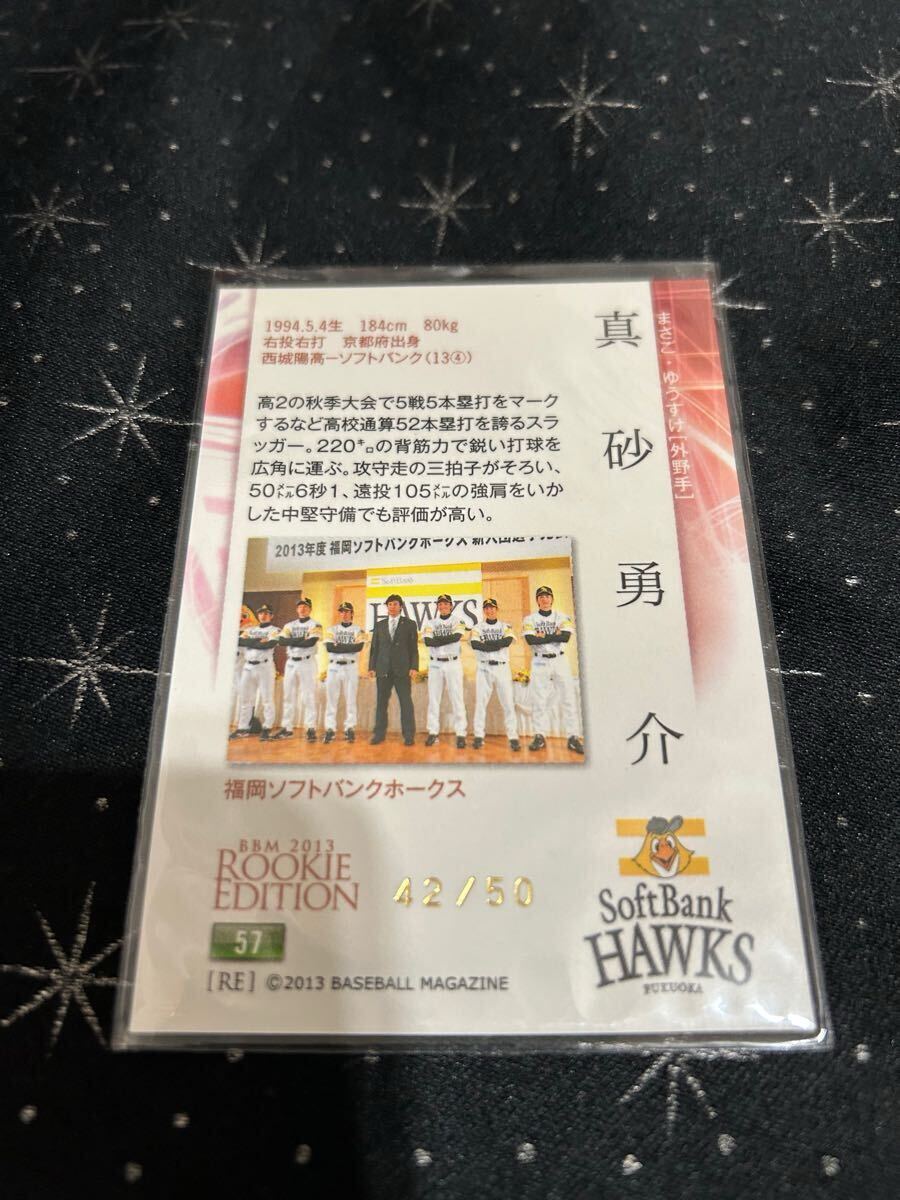 1994.5.4生 184cm 80kg
右投右打 京都府出身
西城陽高ーソフトバンク(13④)
高2の秋季大会で5戦5本塁打をマーク
するなど高校通算52本塁打を誇るスラ
ッガー。220㌔の背筋力で鋭い打球を
広角に運ぶ。攻守走の三拍子がそろい、
50㍍6秒1、遠投105㍍の強肩をいか
した中堅守備でも評価が高い。
真砂勇介
まさご・ゆうすけ[外野手]
2013年度 福岡ソフトバンクホークス 新入団選手発表
SoftBank
HAWKS
福岡ソフトバンクホークス
BBM 2013
ROOKIE
EDITION
42/50
57
[RE] ©2013 BASEBALL MAGAZINE
SoftBank
HAWKS
FUKUOKA